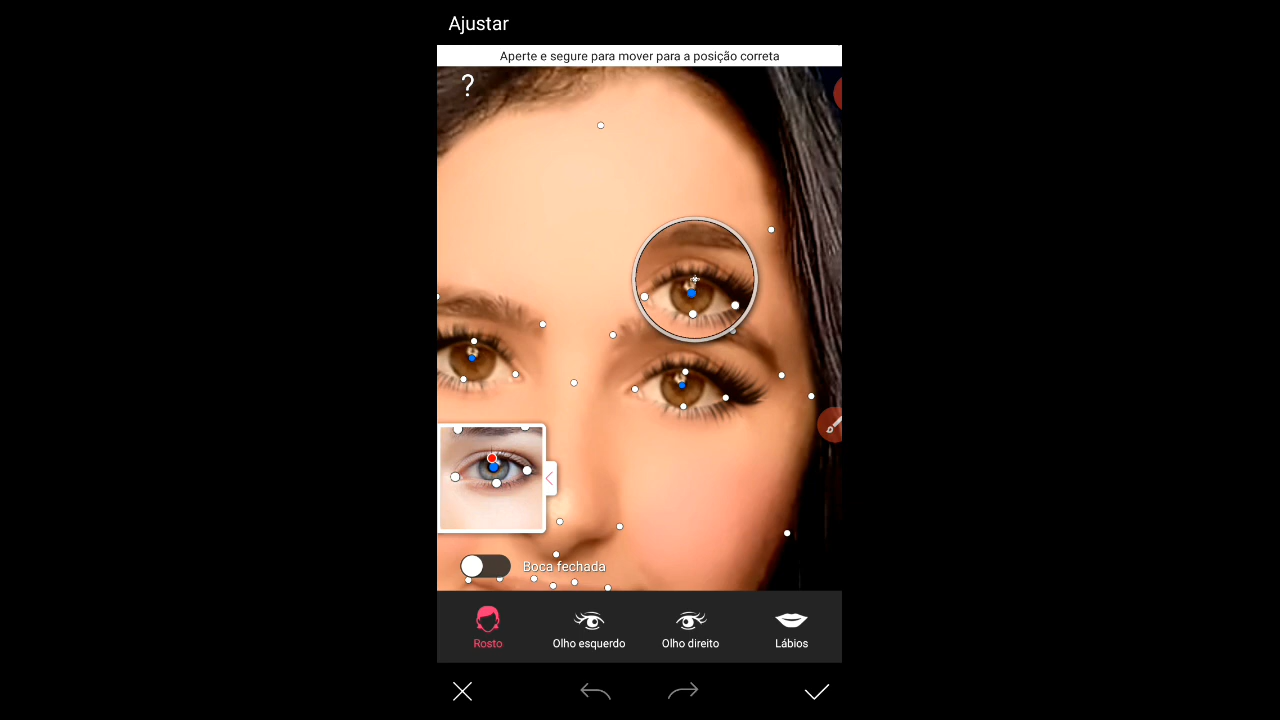 Ajustar
Aperte e segure para mover para a posição correta
?
Boca fechada
Rosto
Olho esquerdo
Olho direito
Lábios